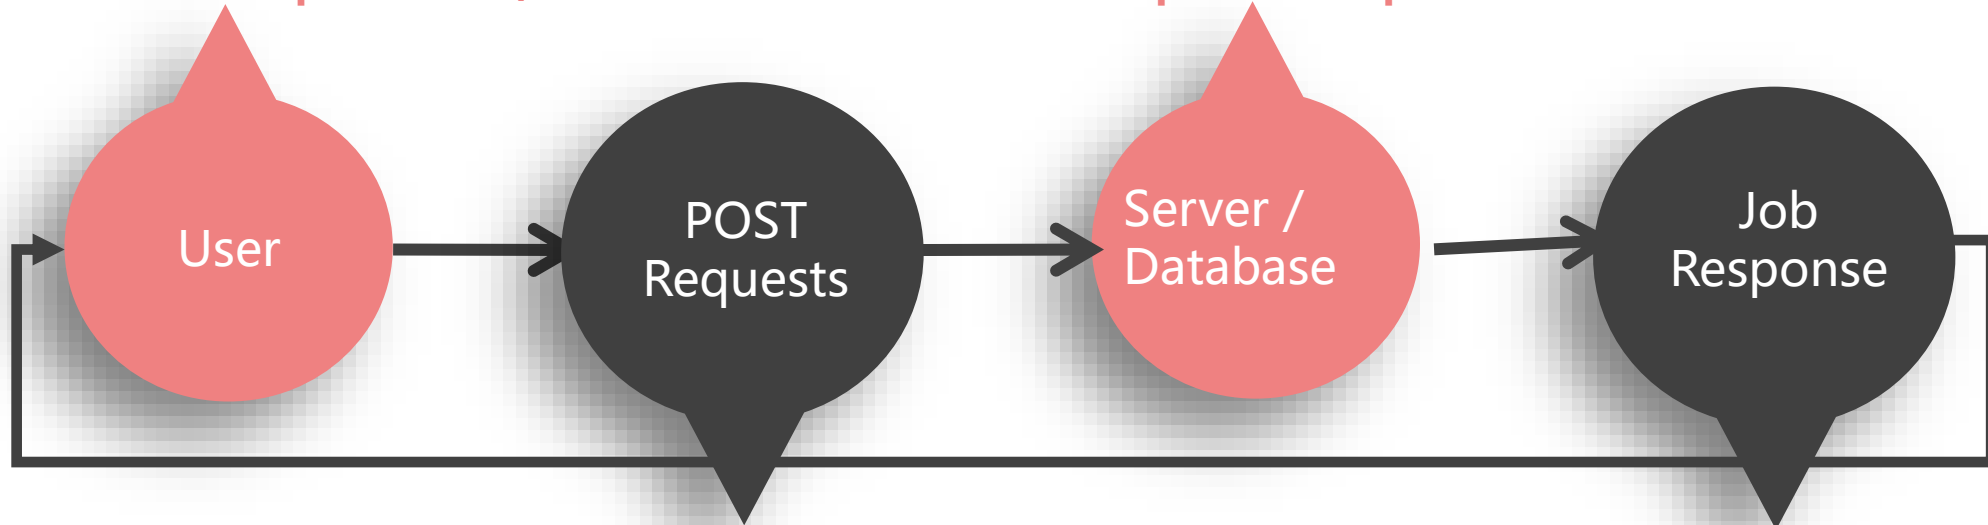 User
POST
Requests
Server /
Database
Job
Response